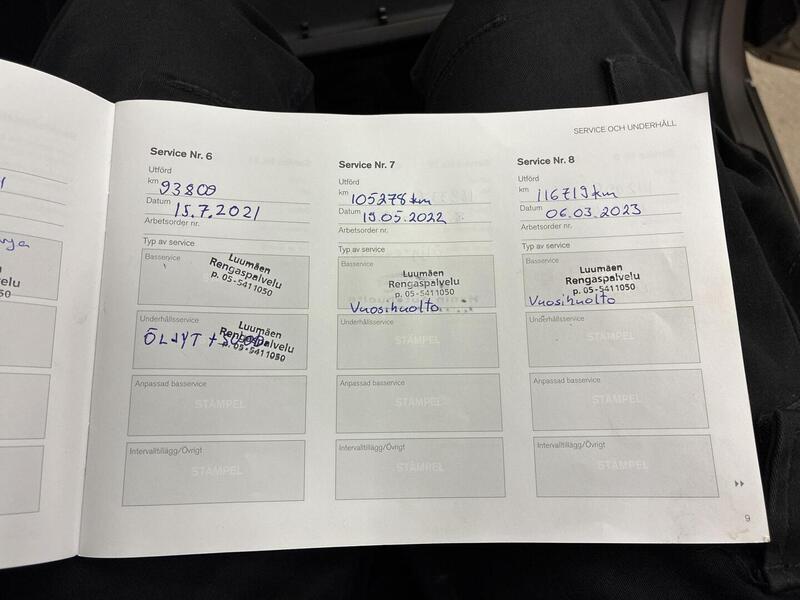 SERVICE OCH UNDERHÅLL
Service Nr. 6
Utförd
km 93809
Datum 15.7.2021
Arbetsorder nr.
Typ av service
Basservice
Luumäen
Rengaspalvelu
p. 05-5411050
Underhållsservice
Luumäen
Rengaspalvelu
p. 05-5411050
ÖLJYT +
Anpassad basservice
STÄMPEL
Intervalltillägg/Övrigt
STÄMPEL
Service Nr. 7
Utförd
km 105278 km
Datum 19.05.2022
Arbetsorder nr.
Typ av service
Basservice
Luumäen
Rengaspalvelu
p. 05-5411050
Vuosihuolto
Underhållsservice
STÄMPEL
Anpassad basservice
STÄMPEL
Intervalltillägg/Övrigt
STÄMPEL
Service Nr. 8
Utförd
km 116719 km
Datum 06.03.2023
Arbetsorder nr.
Typ av service
Basservice
Luumäen
Rengaspalvelu
p. 05-5411050
Vuosihuolto
Underhållsservice
STÄMPEL
Anpassad basservice
STÄMPEL
Intervalltillägg/Övrigt
STÄMPEL
9